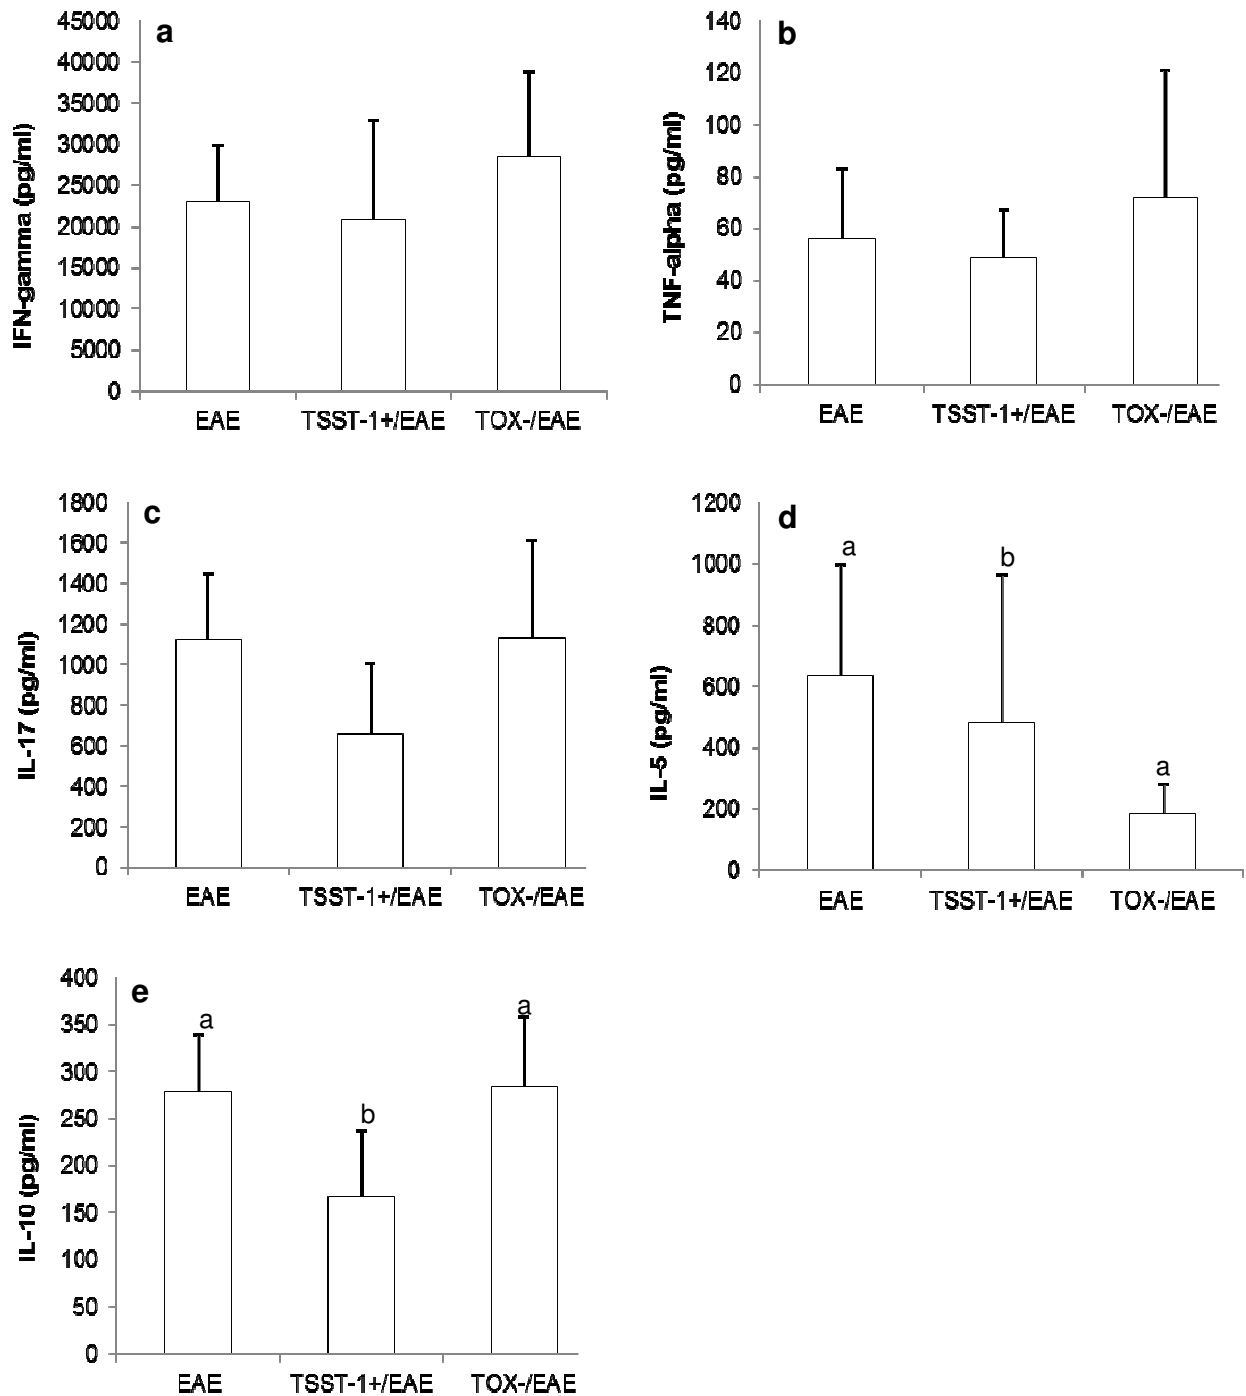 a
45000
40000
35000
30000
25000
20000
15000
10000
5000
0
IFN-gamma (pg/ml)
EAE TSST-1+/EAE TOX-/EAE
b
140
120
100
80
60
40
20
0
TNF-alpha (pg/ml)
EAE TSST-1+/EAE TOX-/EAE
c
1800
1600
1400
1200
1000
800
600
400
200
0
IL-17 (pg/ml)
EAE TSST-1+/EAE TOX-/EAE
d
1200
1000
800
600
400
200
0
IL-5 (pg/ml)
a
b
a
EAE TSST-1+/EAE TOX-/EAE
e
400
350
300
250
200
150
100
50
0
IL-10 (pg/ml)
a
b
a
EAE TSST-1+/EAE TOX-/EAE